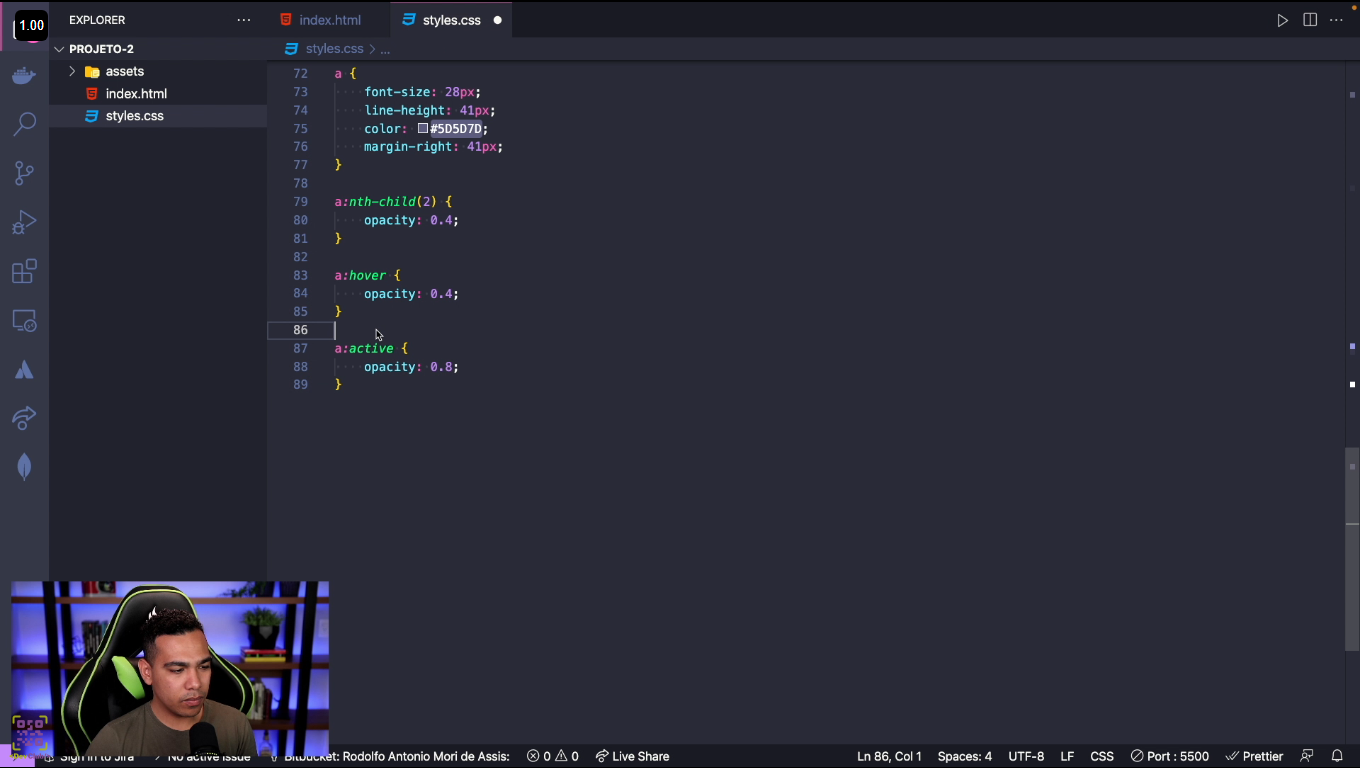 1.00
EXPLORER
···
index.html
styles.css
PROJETO-2
styles.css > ...
assets
index.html
styles.css
72 a {
73 ····font-size: 28px;
74 ····line-height: 41px;
75 ····color: #5D5D7D;
76 ····margin-right: 41px;
77 }
78
79 a:nth-child(2) {
80 ····opacity: 0.4;
81 }
82
83 a:hover {
84 ····opacity: 0.4;
85 }
86
87 a:active {
88 ····opacity: 0.8;
89 }
Sign in to Jira
No active issue
Bitbucket: Rodolfo Antonio Mori de Assis:
0 0
Live Share
Ln 86, Col 1
Spaces: 4
UTF-8
LF
CSS
Port : 5500
Prettier